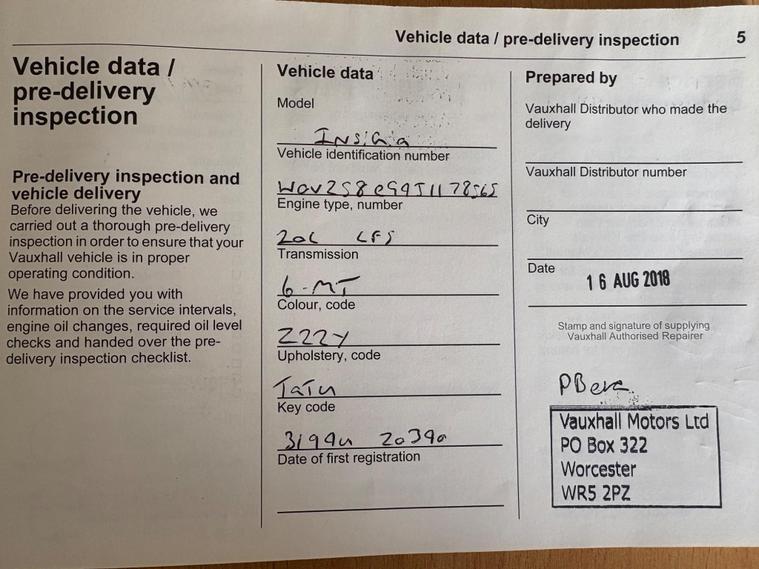 Vehicle data / pre-delivery inspection 5
Vehicle data /
pre-delivery
inspection
Pre-delivery inspection and
vehicle delivery
Before delivering the vehicle, we
carried out a thorough pre-delivery
inspection in order to ensure that your
Vauxhall vehicle is in proper
operating condition.
We have provided you with
information on the service intervals,
engine oil changes, required oil level
checks and handed over the pre-
delivery inspection checklist.
Vehicle data
Model
Insignia
Vehicle identification number
Engine type, number
20L LFS
Transmission
6-MT
Colour, code
Z22Y
Upholstery, code
TATU
Key code
Date of first registration
Prepared by
Vauxhall Distributor who made the
delivery
Vauxhall Distributor number
City
Date
16 AUG 2018
Stamp and signature of supplying
Vauxhall Authorised Repairer
Vauxhall Motors Ltd
PO Box 322
Worcester
WR5 2PZ